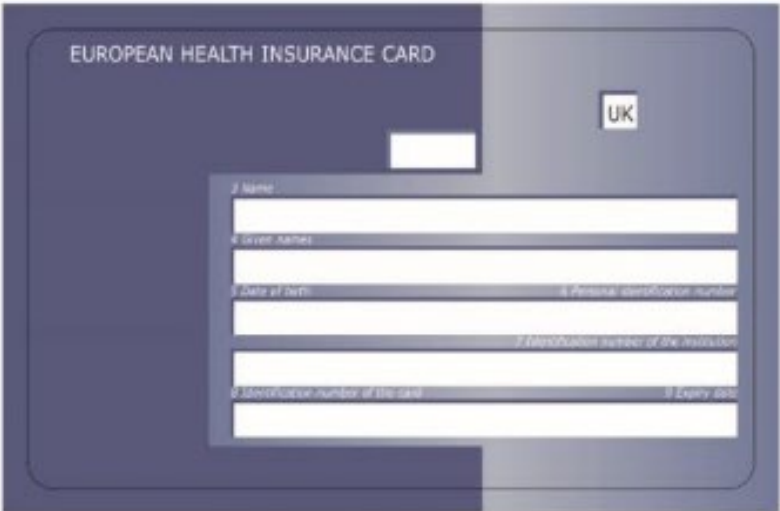 EUROPEAN HEALTH INSURANCE CARD
UK
3 Name
4 Given names
5 Date of birth 6 Personal identification number
7 Identification number of the institution
8 Identification number of the card 9 Expiry date